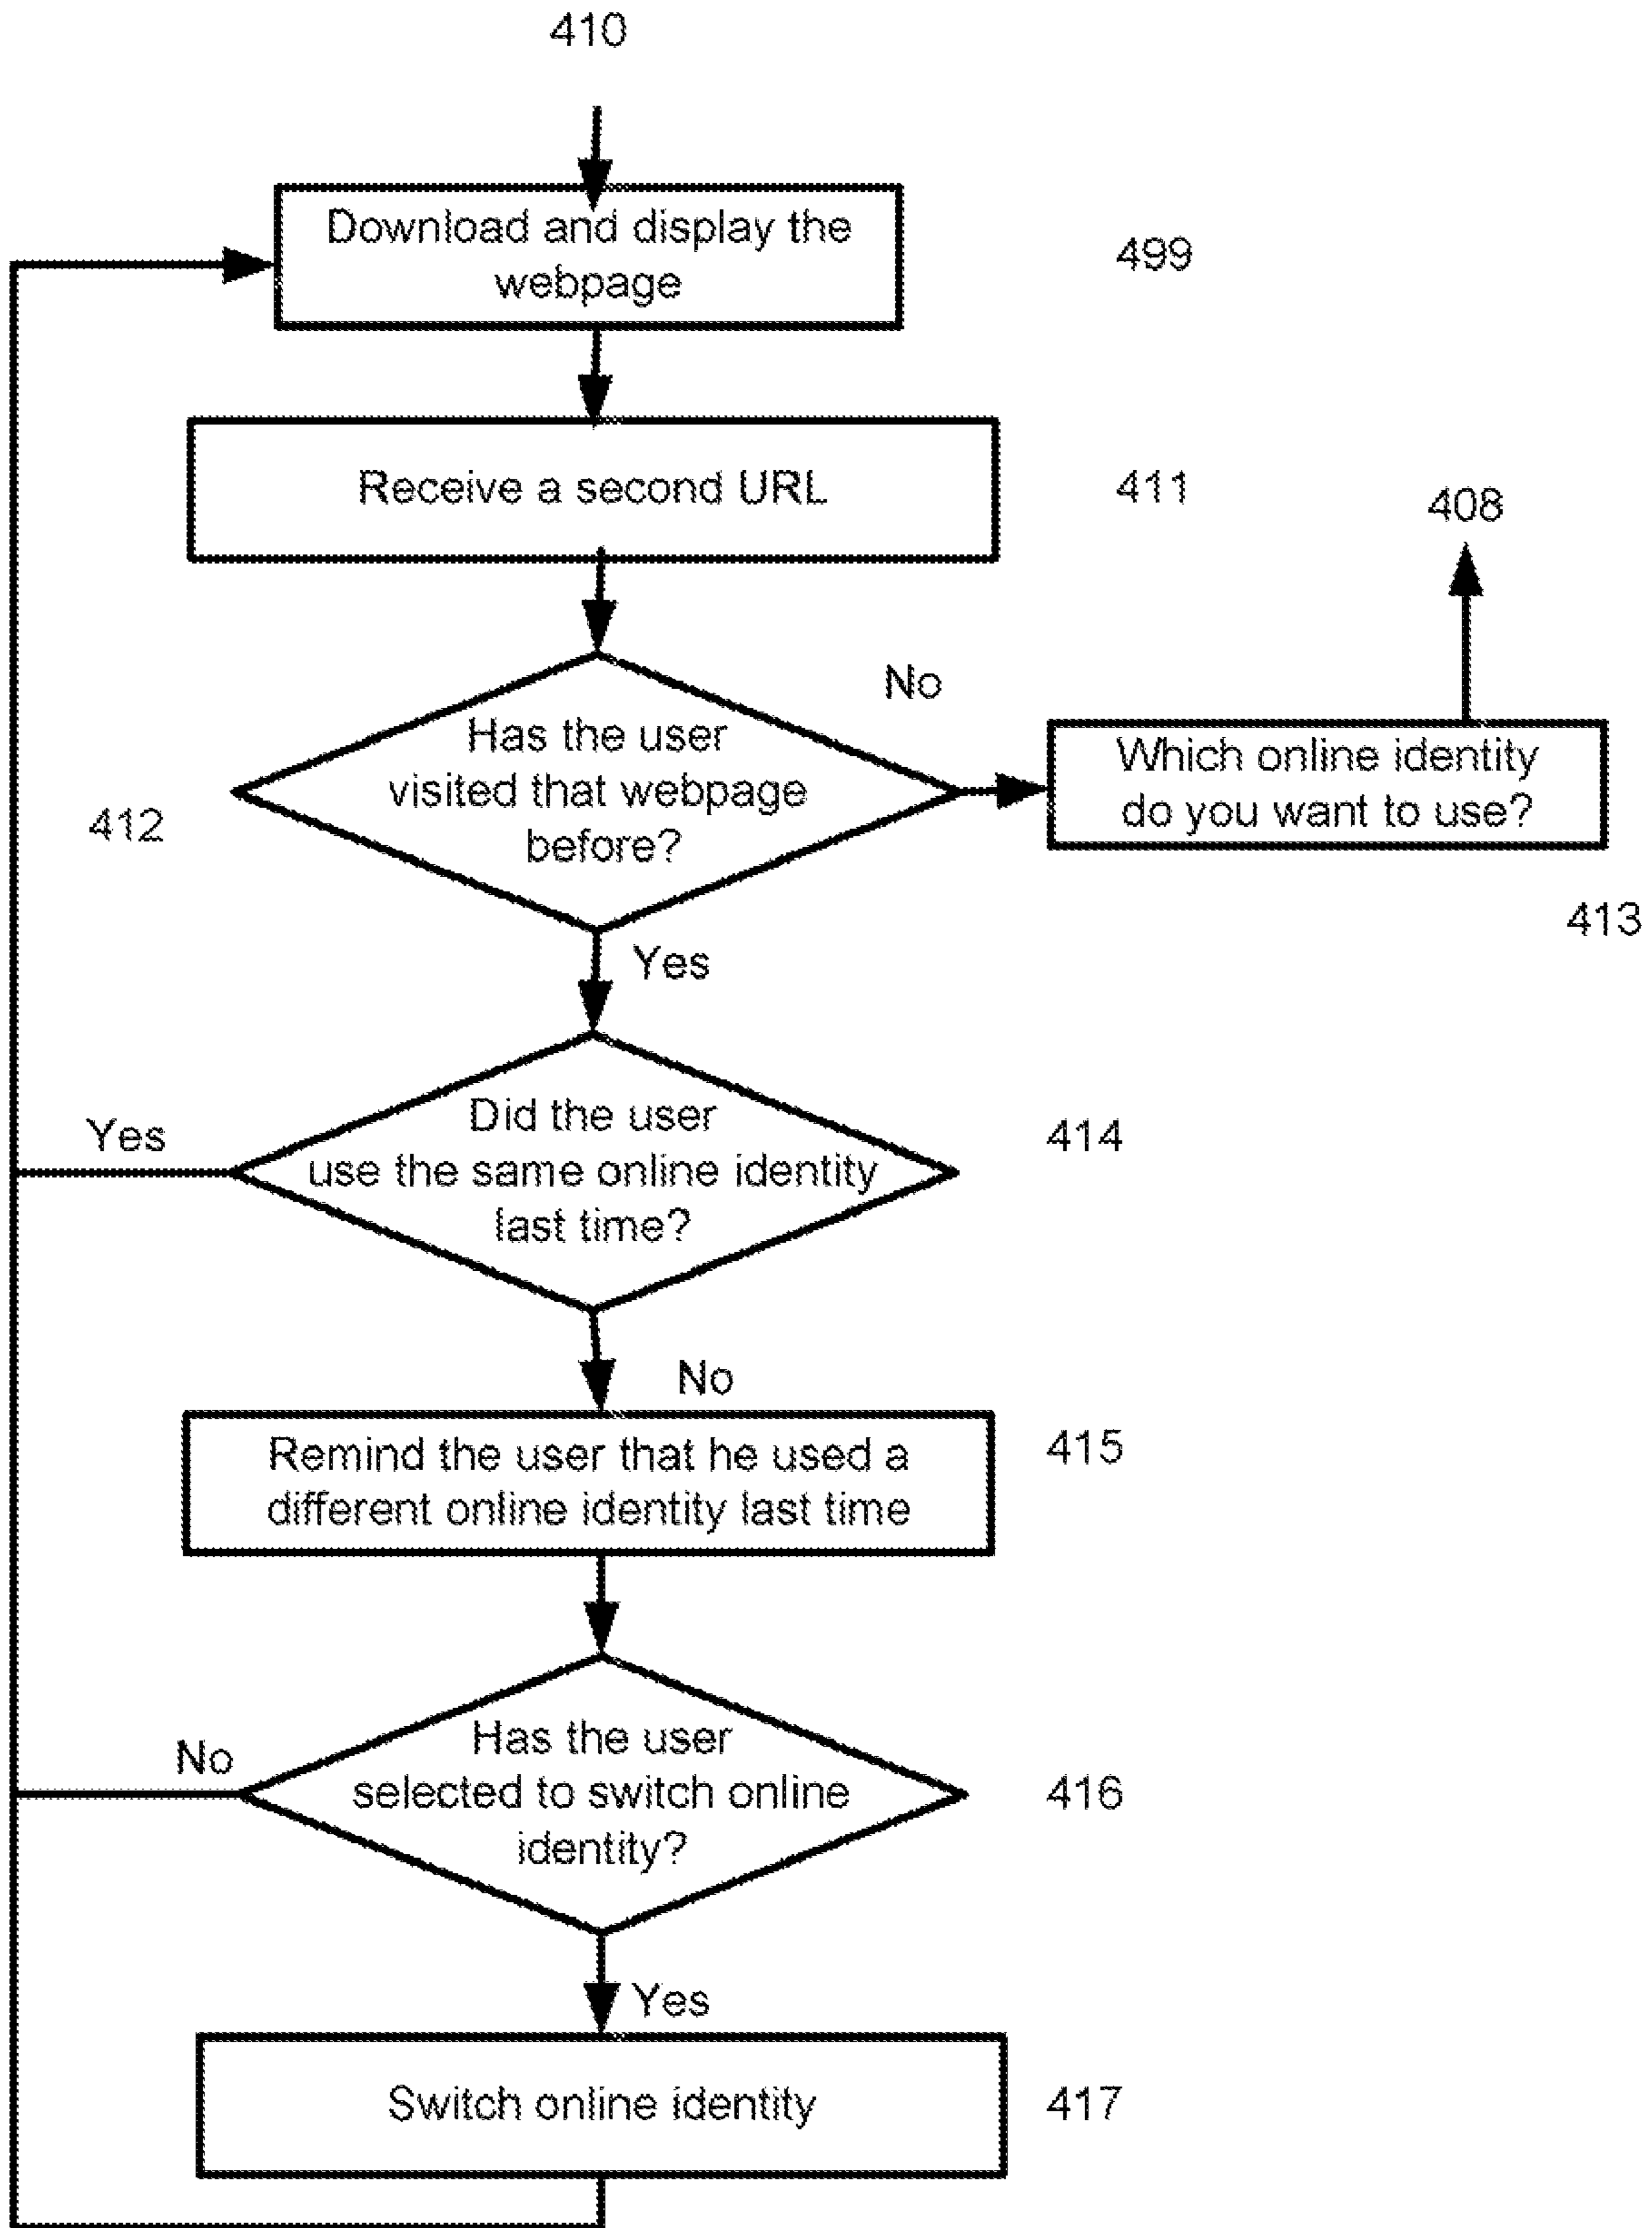 410
Download and display the
webpage
499
Receive a second URL
411
408
No
Has the user
visited that webpage
before?
Which online identity
do you want to use?
412
413
Yes
Did the user
use the same online identity
last time?
Yes
414
No
Remind the user that he used a
different online identity last time
415
Has the user
selected to switch online
identity?
No
416
Yes
Switch online identity
417